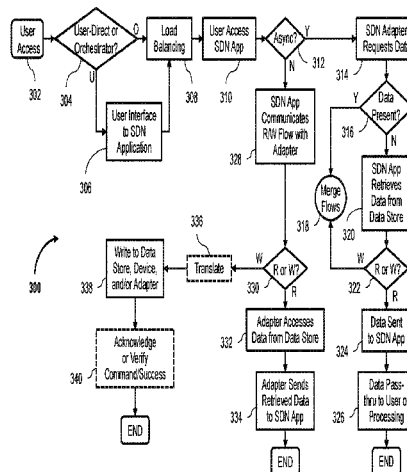 User
Access
302
User-Direct or
Orchestrator?
304
O
U
User Interface
to SDN
Application
306
Load
Balancing
308
User Access
SDN App
310
Async?
312
Y
N
SDN Adapter
Requests Data
314
Data
Present?
316
Y
N
Merge
Flows
318
SDN App
Retrieves
Data from
Data Store
320
R or W?
322
W
R
Data Sent
to SDN App
324
Data Pass-
thru to User or
Processing
326
END
SDN App
Communicates
R/W Flow with
Adapter
328
R or W?
330
W
R
Adapter Accesses
Data from Data Store
332
Adapter Sends
Retrieved Data
to SDN App
334
END
336
Translate
Write to Data
Store, Device,
and/or Adapter
338
Acknowledge
or Verify
Command/Success
340
END
300